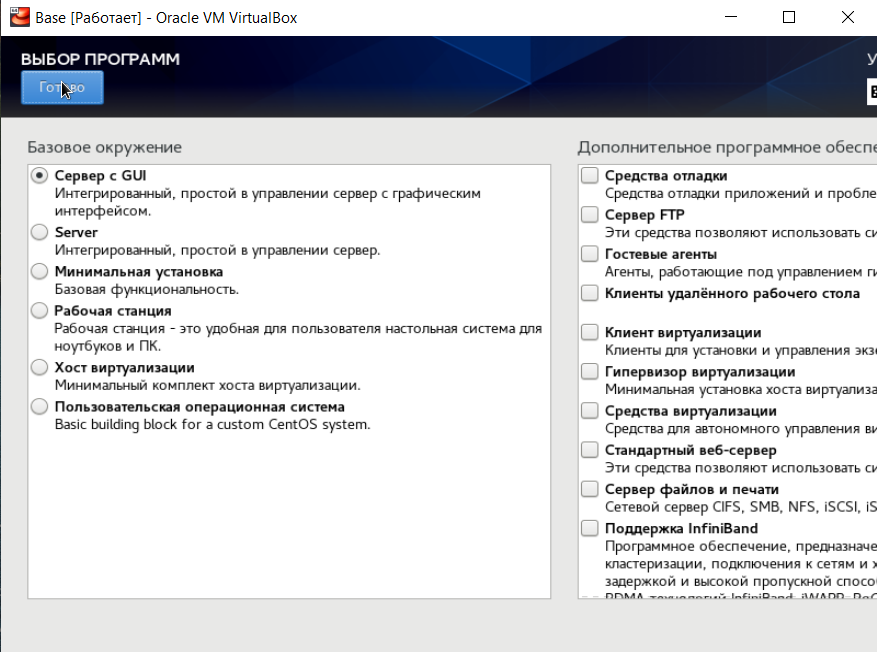 Base [Работает] - Oracle VM VirtualBox
ВЫБОР ПРОГРАММ
Готово
Базовое окружение
Сервер с GUI
Интегрированный, простой в управлении сервер с графическим
интерфейсом.
Server
Интегрированный, простой в управлении сервер.
Минимальная установка
Базовая функциональность.
Рабочая станция
Рабочая станция - это удобная для пользователя настольная система для
ноутбуков и ПК.
Хост виртуализации
Минимальный комплект хоста виртуализации.
Пользовательская операционная система
Basic building block for a custom CentOS system.
Дополнительное программное обеспе
Средства отладки
Средства отладки приложений и пробле
Сервер FTP
Эти средства позволяют использовать си
Гостевые агенты
Агенты, работающие под управлением ги
Клиенты удалённого рабочего стола
Клиент виртуализации
Клиенты для установки и управления экз
Гипервизор виртуализации
Минимальная установка хоста виртуализа
Средства виртуализации
Средства для автономного управления ви
Стандартный веб-сервер
Эти средства позволяют использовать си
Сервер файлов и печати
Сетевой сервер CIFS, SMB, NFS, iSCSI, iS
Поддержка InfiniBand
Программное обеспечение, предназначе
кластеризации, подключения к сетям и х
задержкой и высокой пропускной спосо
RDMA-технологий InfiniBand, iWARP, RoC